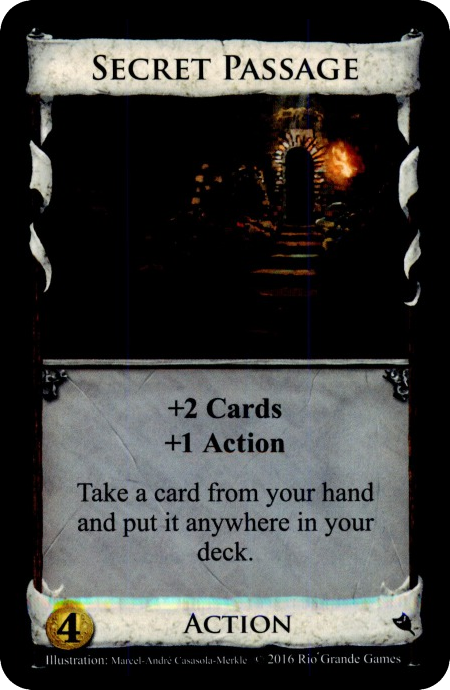 SECRET PASSAGE
+2 Cards
+1 Action
Take a card from your hand
and put it anywhere in your
deck.
4
ACTION
Illustration: Marcel-André Casasola-Merkle © 2016 Rio Grande Games